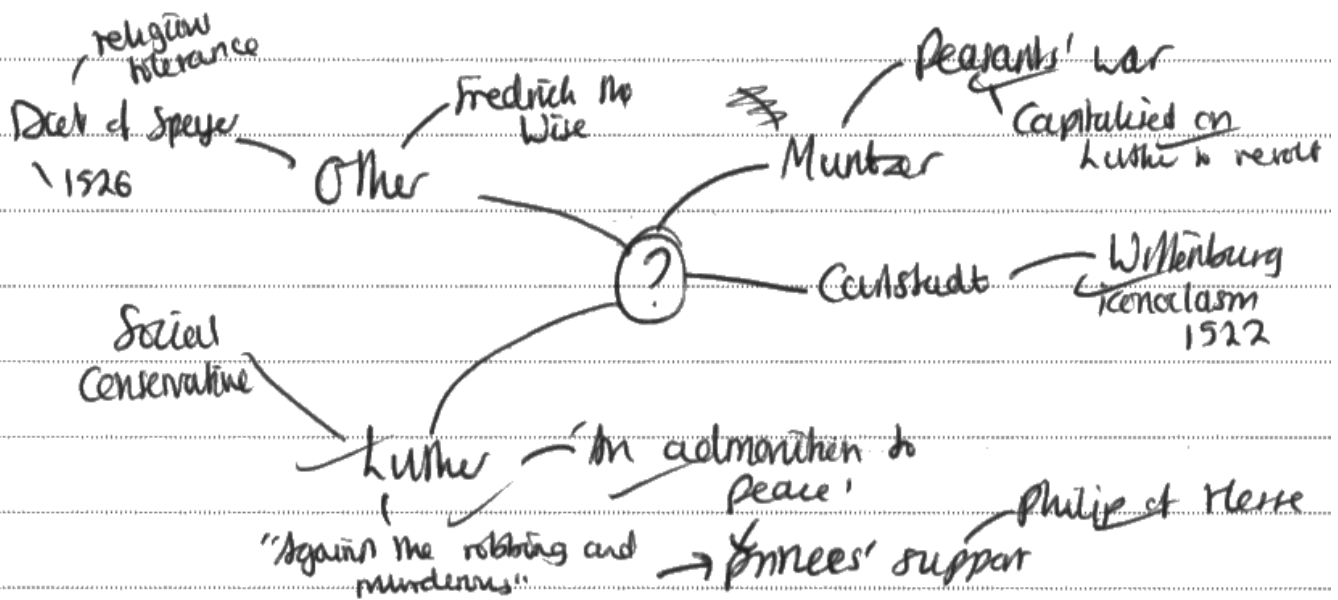 religion
tolerance
Diet of Speyer
1526
Fredrich the
Wise
Other
Peasants' war
Capitalised on
Luther to revolt
Muntzer
?
Carlstadt
Wittenburg
iconoclasm
1522
Social
Conservative
Luther
'An admonition to
peace'
"Against the robbing and
murderous"
Princes' support
Philip of Hesse